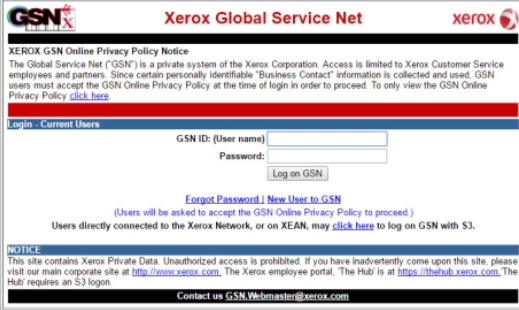 GSN X
Xerox Global Service Net
xerox
XEROX GSN Online Privacy Policy Notice
The Global Service Net ("GSN") is a private system of the Xerox Corporation. Access is limited to Xerox Customer Service
employees and partners. Since certain personally identifiable "Business Contact" information is collected and used, GSN
users must accept the GSN Online Privacy Policy at the time of login in order to proceed. To only view the GSN Online
Privacy Policy click here.
Login - Current Users
GSN ID: (User name)
Password:
Log on GSN
Forgot Password | New User to GSN
(Users will be asked to accept the GSN Online Privacy Policy to proceed.)
Users directly connected to the Xerox Network, or on XEAN, may click here to log on GSN with S3.
NOTICE
This site contains Xerox Private Data. Unauthorized access is prohibited. If you have inadvertently come upon this site, please
visit our main corporate site at http://www.xerox.com. The Xerox employee portal, 'The Hub' is at https://thehub.xerox.com.'The
Hub' requires an S3 logon.
Contact us GSN.Webmaster@xerox.com